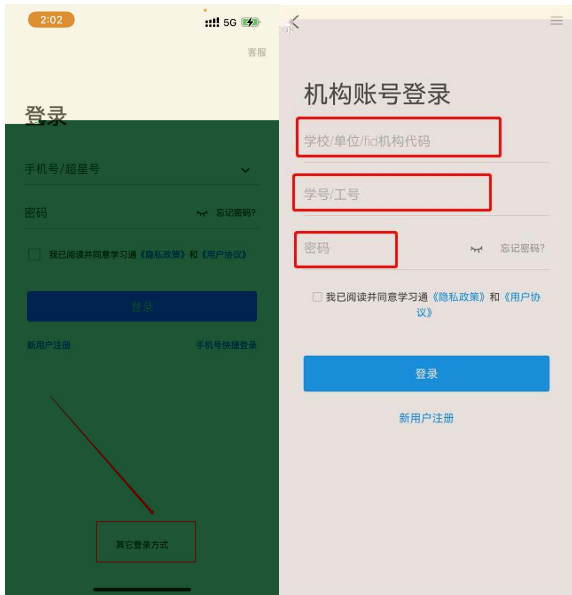 2:02
5G
客服
登录
手机号/超星号
密码
忘记密码?
我已阅读并同意学习通《隐私政策》和《用户协议》
登录
新用户注册
手机号快捷登录
其它登录方式
机构账号登录
学校/单位/fid机构代码
学号/工号
密码
忘记密码?
我已阅读并同意学习通《隐私政策》和《用户协
议》
登录
新用户注册